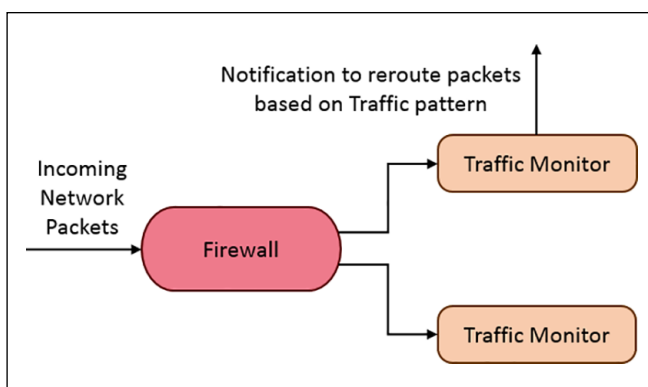 Notification to reroute packets
based on Traffic pattern
Traffic Monitor
Incoming
Network
Packets
Firewall
Traffic Monitor